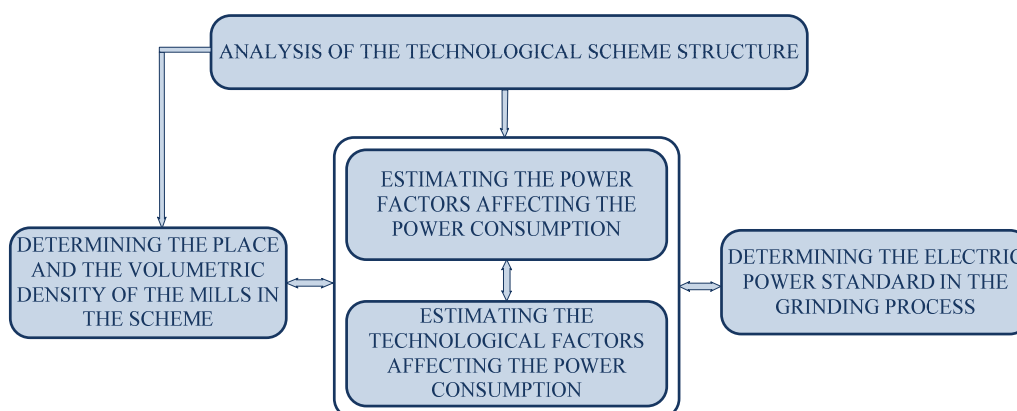 ANALYSIS OF THE TECHNOLOGICAL SCHEME STRUCTURE
ESTIMATING THE POWER
FACTORS AFFECTING THE
POWER CONSUMPTION
DETERMINING THE PLACE
AND THE VOLUMETRIC
DENSITY OF THE MILLS IN
THE SCHEME
DETERMINING THE ELECTRIC
POWER STANDARD IN THE
GRINDING PROCESS
ESTIMATING THE
TECHNOLOGICAL FACTORS
AFFECTING THE POWER
CONSUMPTION